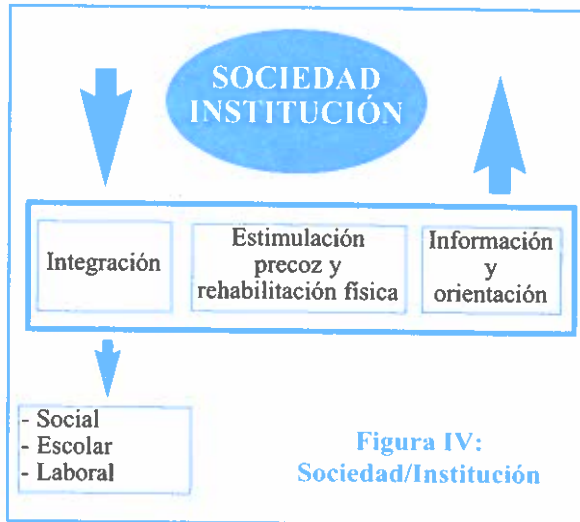 SOCIEDAD
INSTITUCIÓN
Integración
Estimulación
precoz y
rehabilitación física
Información
y
orientación
- Social
- Escolar
- Laboral
Figura IV:
Sociedad/Institución